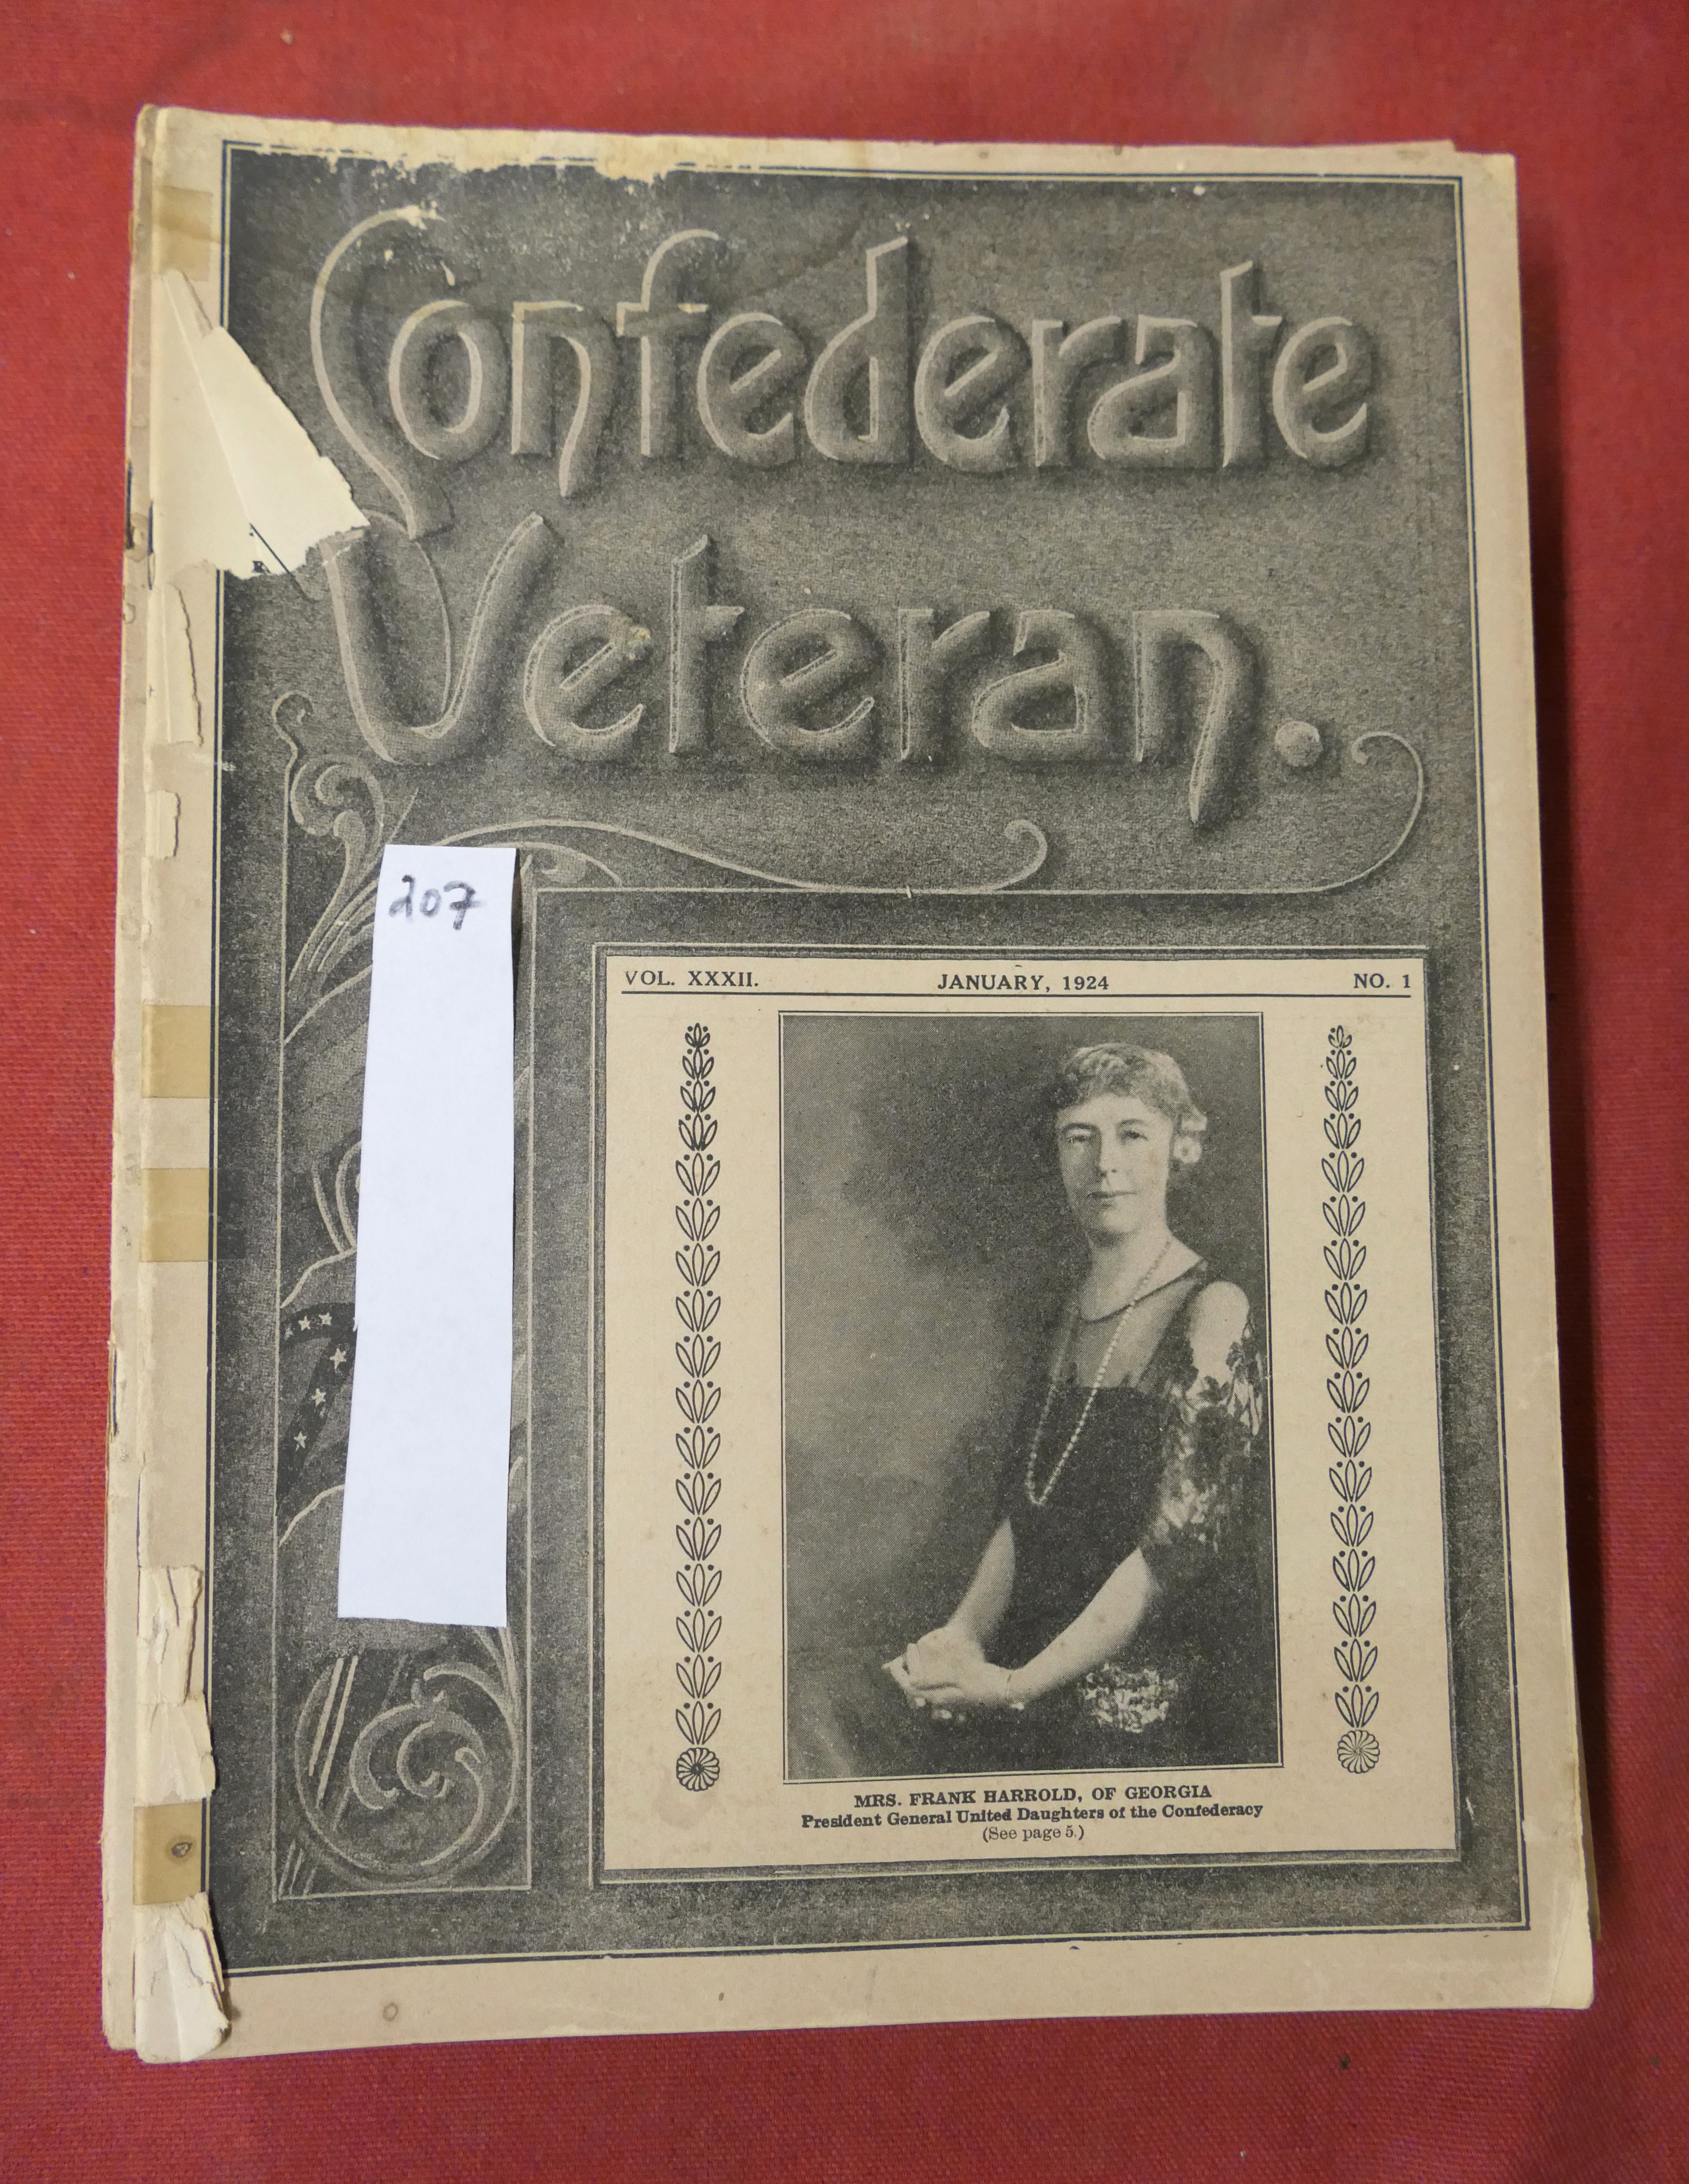 Confederate
Veteran.
207
VOL. XXXII. JANUARY, 1924 NO. 1
MRS. FRANK HARROLD, OF GEORGIA
President General United Daughters of the Confederacy
(See page 5.)